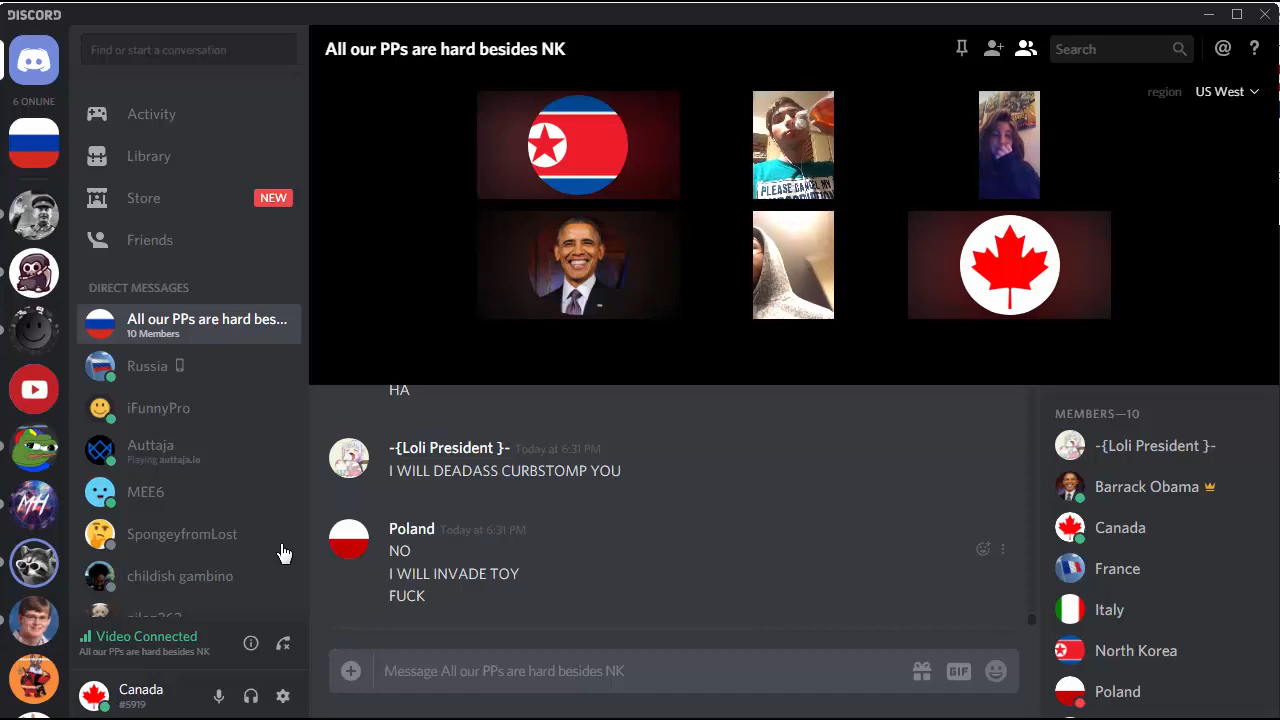 DISCORD
Find or start a conversation
6 ONLINE
Activity
Library
Store
NEW
Friends
DIRECT MESSAGES
All our PPs are hard bes...
10 Members
Russia
iFunnyPro
Auttaja
Playing auttaja.io
MEE6
SpongeyfromLost
childish gambino
Video Connected
All our PPs are hard besides NK
Canada
#5919
All our PPs are hard besides NK
Search
region US West
PLEASE CANCEL MY
MH
HA
-{Loli President }- Today at 6:31 PM
I WILL DEADASS CURBSTOMP YOU
Poland Today at 6:31 PM
NO
I WILL INVADE TOY
FUCK
Message All our PPs are hard besides NK
GIF
MEMBERS—10
-{Loli President }-
Barrack Obama
Canada
France
Italy
North Korea
Poland